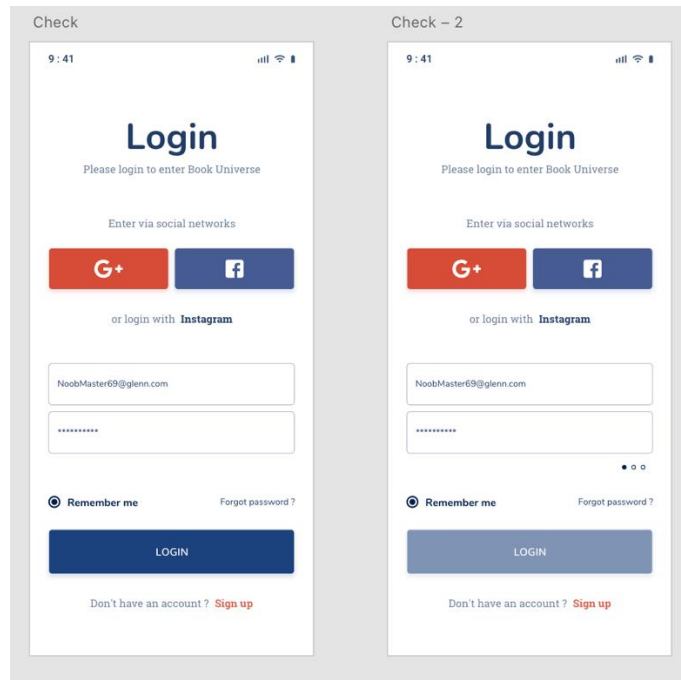 Check
9:41
Login
Please login to enter Book Universe
Enter via social networks
G+
f
or login with Instagram
NoobMaster69@glenn.com
**********
Remember me
Forgot password ?
LOGIN
Don't have an account ? Sign up
Check – 2
9:41
Login
Please login to enter Book Universe
Enter via social networks
G+
f
or login with Instagram
NoobMaster69@glenn.com
**********
Remember me
Forgot password ?
LOGIN
Don't have an account ? Sign up